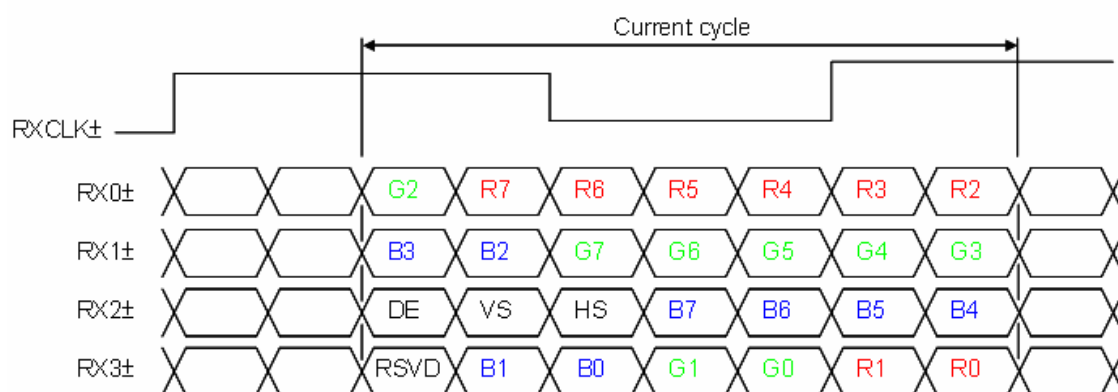 Current cycle
RXCLK±
RX0± G2 R7 R6 R5 R4 R3 R2
RX1± B3 B2 G7 G6 G5 G4 G3
RX2± DE VS HS B7 B6 B5 B4
RX3± RSVD B1 B0 G1 G0 R1 R0